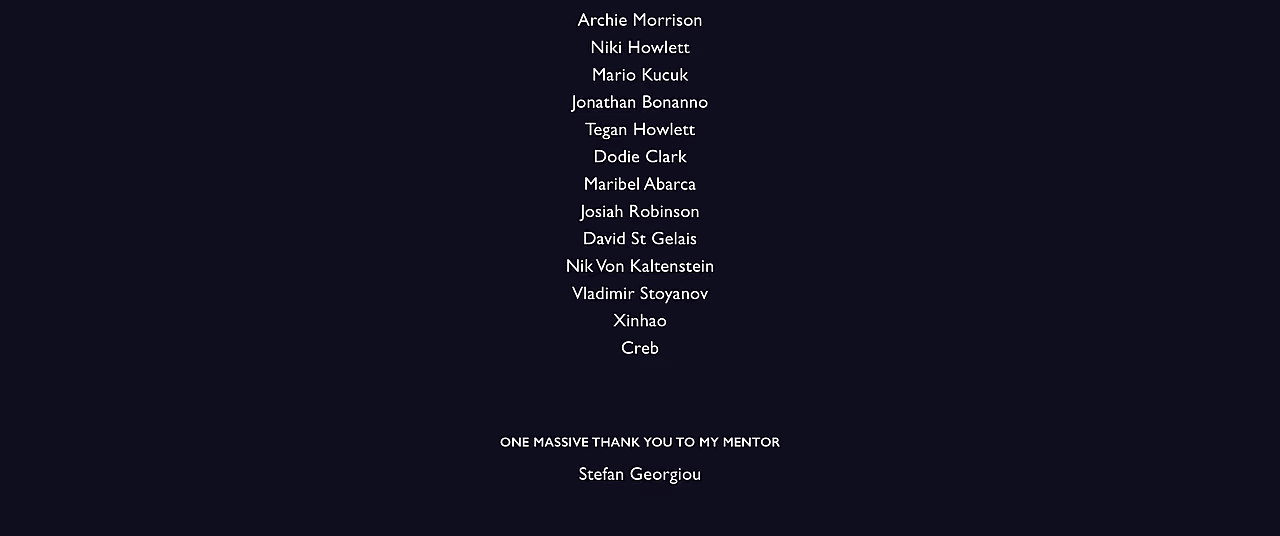 Archie Morrison
Niki Howlett
Mario Kucuk
Jonathan Bonanno
Tegan Howlett
Dodie Clark
Maribel Abarca
Josiah Robinson
David St Gelais
Nik Von Kaltenstein
Vladimir Stoyanov
Xinhao
Creb
ONE MASSIVE THANK YOU TO MY MENTOR
Stefan Georgiou